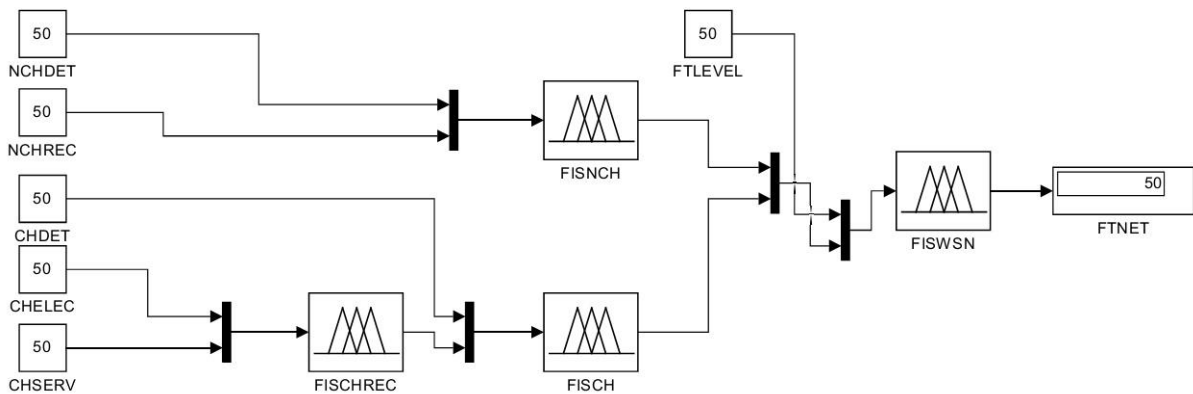 50
NCHDET
50
NCHREC
50
CHDET
50
CHELEC
50
CHSERV
FISCHREC
FISNCH
FISCH
50
FTLEVEL
FISWSN
50
FTNET